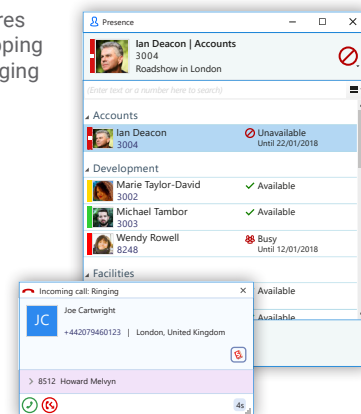 res
pping
ging
Presence
Ian Deacon | Accounts
3004
Roadshow in London
(Enter text or a number here to search)
Accounts
Ian Deacon
3004
Unavailable
Until 22/01/2018
Development
Marie Taylor-David
3002
Available
Michael Tambor
3003
Available
Wendy Rowell
8248
Busy
Until 12/01/2018
Facilities
Available
Available
Incoming call: Ringing
JC
Joe Cartwright
+442079460123 | London, United Kingdom
> 8512 Howard Melvyn
4s